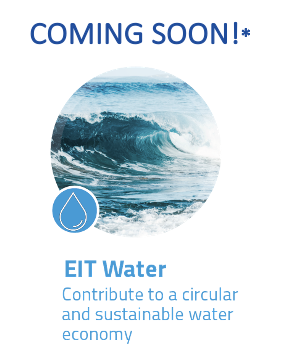 COMING SOON!*
EIT Water
Contribute to a circular
and sustainable water
economy